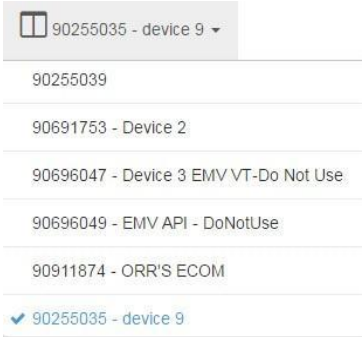 90255035 - device 9
90255039
90691753 - Device 2
90696047 - Device 3 EMV VT-Do Not Use
90696049 - EMV API - DoNotUse
90911874 - ORR'S ECOM
90255035 - device 9